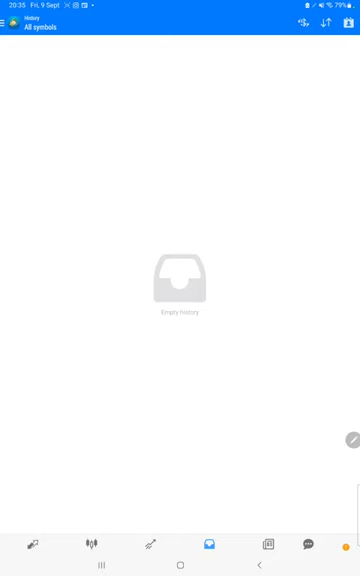 20:35 Fri, 9 Sept
79%
History
All symbols
Empty history